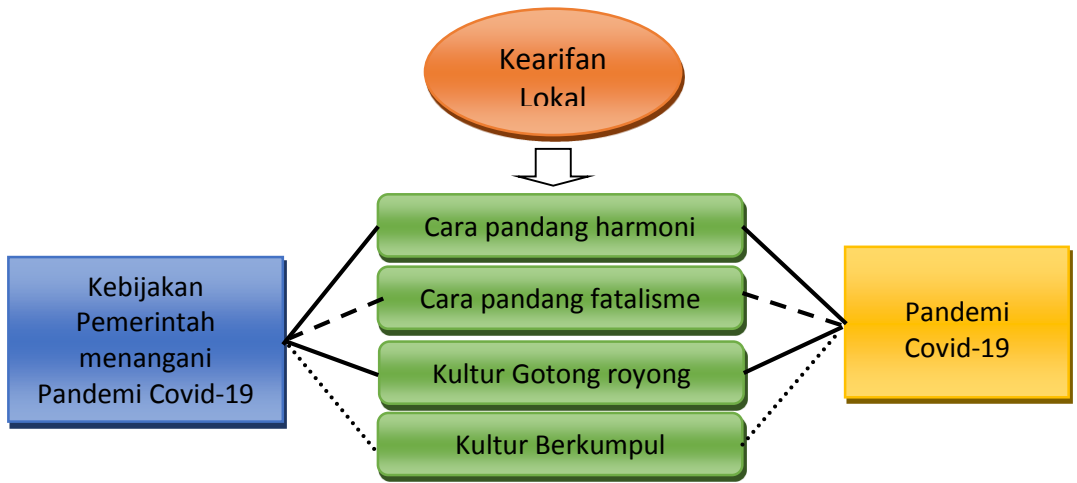 Kearifan
Lokal
Cara pandang harmoni
Cara pandang fatalisme
Kultur Gotong royong
Kultur Berkumpul
Kebijakan
Pemerintah
menangani
Pandemi Covid-19
Pandemi
Covid-19